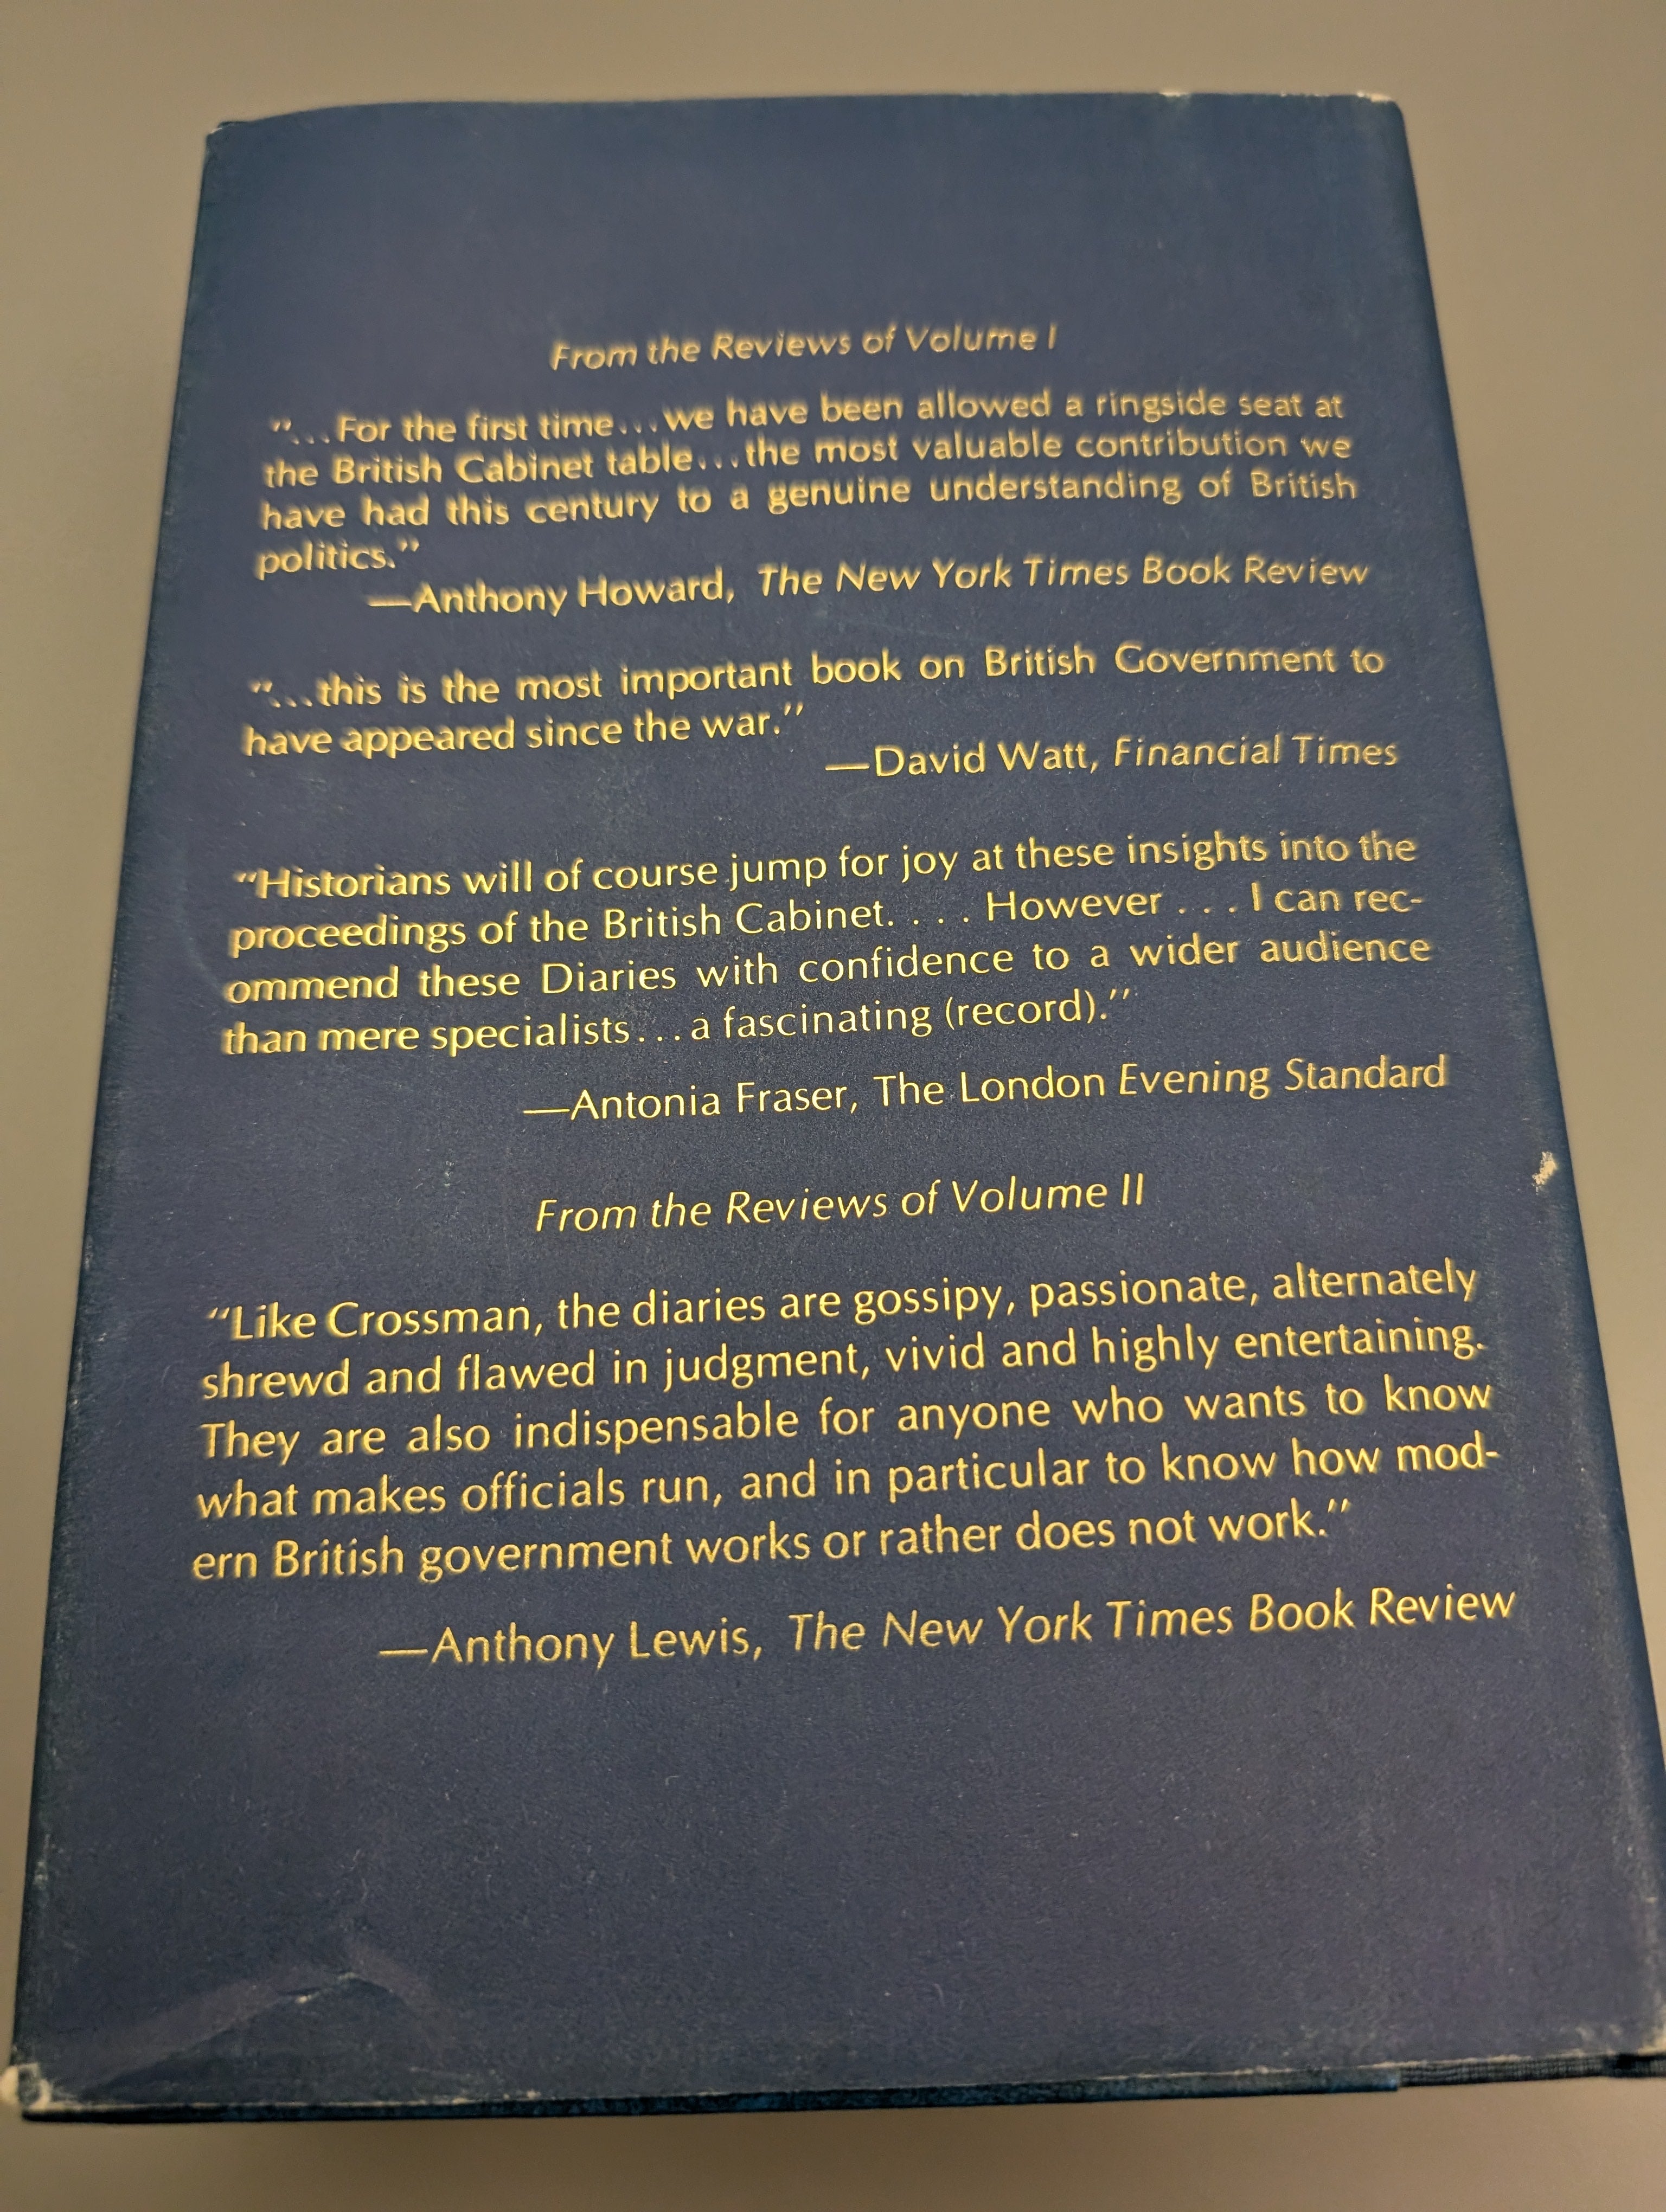 From the Reviews of Volume I
"...For the first time...we have been allowed a ringside seat at
the British Cabinet table...the most valuable contribution we
have had this century to a genuine understanding of British
politics."
—Anthony Howard, The New York Times Book Review
"...this is the most important book on British Government to
have appeared since the war."
—David Watt, Financial Times
"Historians will of course jump for joy at these insights into the
proceedings of the British Cabinet. . . . However . . . I can rec-
ommend these Diaries with confidence to a wider audience
than mere specialists...a fascinating (record)."
—Antonia Fraser, The London Evening Standard
From the Reviews of Volume II
"Like Crossman, the diaries are gossipy, passionate, alternately
shrewd and flawed in judgment, vivid and highly entertaining.
They are also indispensable for anyone who wants to know
what makes officials run, and in particular to know how mod-
ern British government works or rather does not work."
—Anthony Lewis, The New York Times Book Review